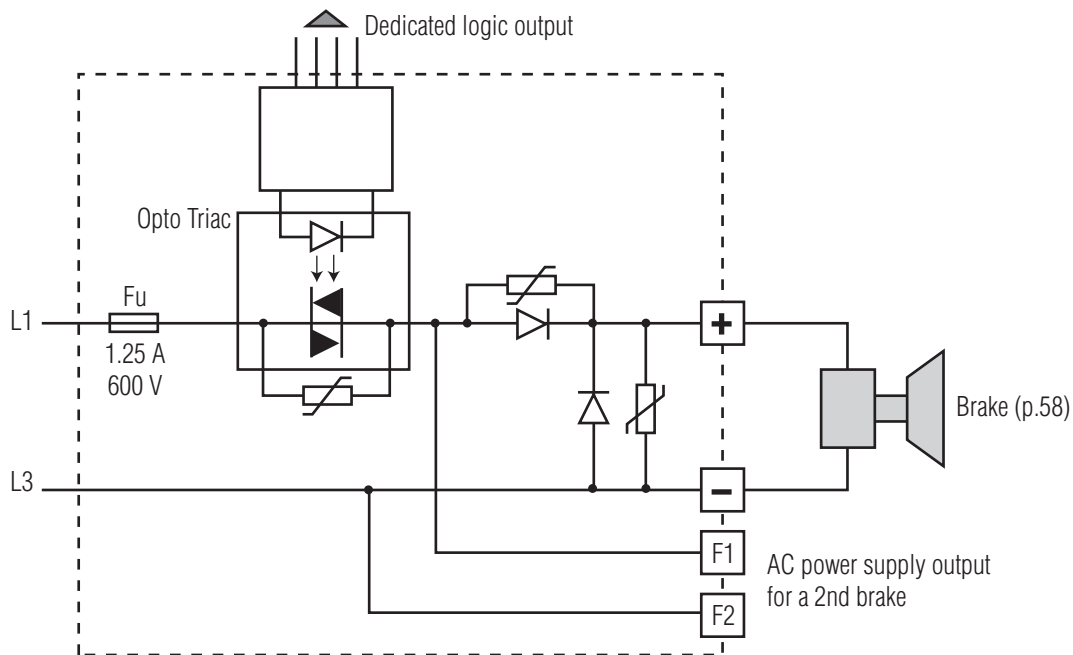 Dedicated logic output
Opto Triac
Fu
L1
1.25 A
600 V
+
Brake (p.58)
L3
–
F1
AC power supply output
for a 2nd brake
F2